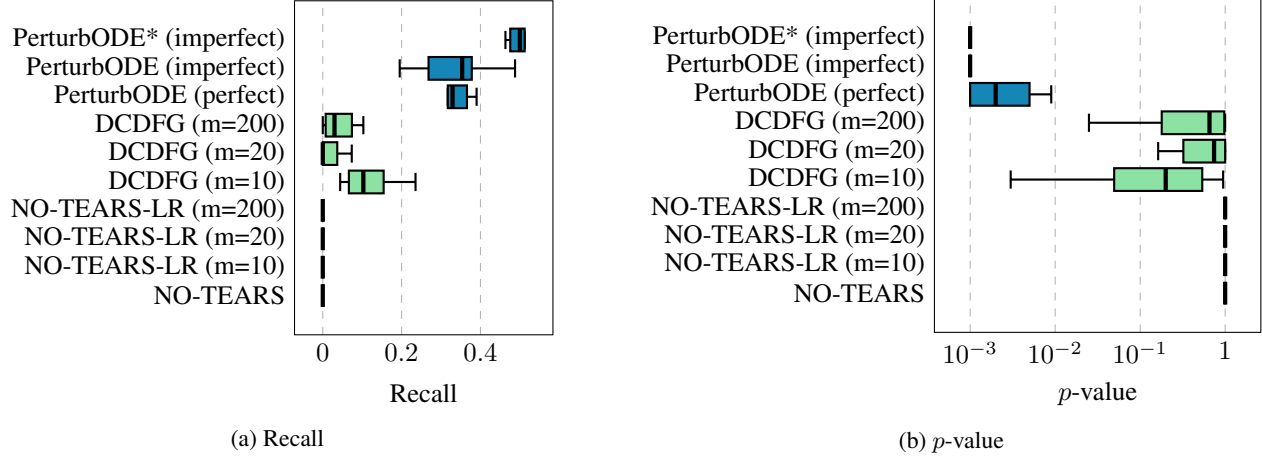 PerturbODE* (imperfect)
PerturbODE (imperfect)
PerturbODE (perfect)
DCDFG (m=200)
DCDFG (m=20)
DCDFG (m=10)
NO-TEARS-LR (m=200)
NO-TEARS-LR (m=20)
NO-TEARS-LR (m=10)
NO-TEARS
0 0.2 0.4
Recall
(a) Recall
PerturbODE* (imperfect)
PerturbODE (imperfect)
PerturbODE (perfect)
DCDFG (m=200)
DCDFG (m=20)
DCDFG (m=10)
NO-TEARS-LR (m=200)
NO-TEARS-LR (m=20)
NO-TEARS-LR (m=10)
NO-TEARS
10⁻³ 10⁻² 10⁻¹ 1
p-value
(b) p-value